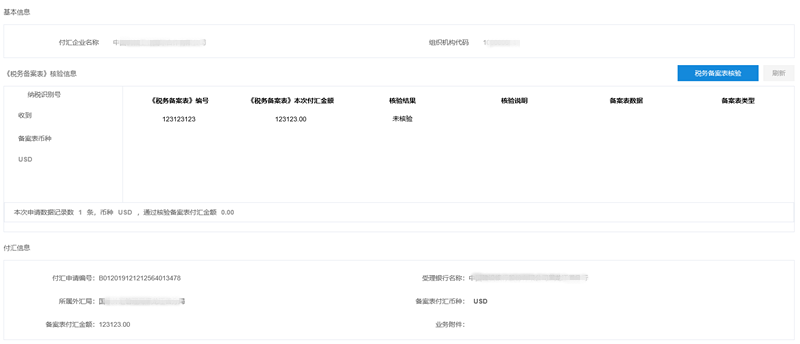 基本信息
付汇企业名称 中
组织机构代码 1
《税务备案表》核验信息
税务备案表核验 刷新
纳税识别号
《税务备案表》编号 《税务备案表》本次付汇金额 核验结果 核验说明 备案表数据 备案表类型
收到
123123123 123123.00 未核验
备案表币种
USD
本次申请数据记录数 1 条，币种 USD ，通过核验备案表付汇金额 0.00
付汇信息
付汇申请编号: B012019121212564013478
受理银行名称: 中
所属外汇局: 国
备案表付汇币种: USD
备案表付汇金额: 123123.00
业务附件: